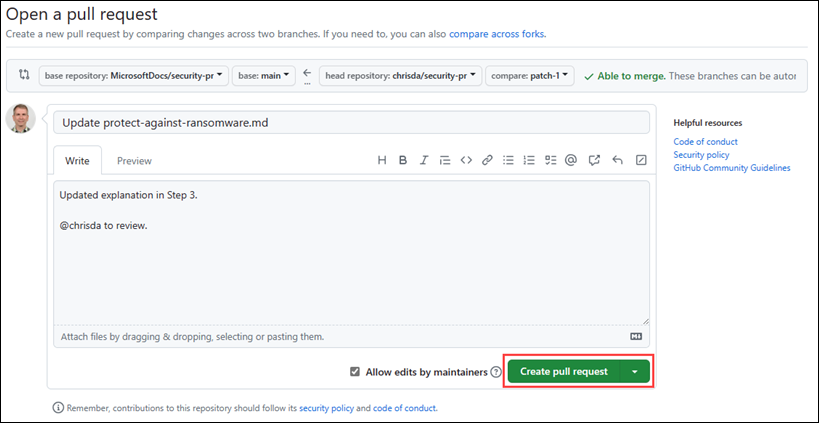 Open a pull request
Create a new pull request by comparing changes across two branches. If you need to, you can also compare across forks.
base repository: MicrosoftDocs/security-pr
base: main
head repository: chrisda/security-pr
compare: patch-1
Able to merge. These branches can be autor
Update protect-against-ransomware.md
Helpful resources
Code of conduct
Security policy
GitHub Community Guidelines
Write
Preview
Updated explanation in Step 3.
@chrisda to review.
Attach files by dragging & dropping, selecting or pasting them.
Allow edits by maintainers
Create pull request
Remember, contributions to this repository should follow its security policy and code of conduct.